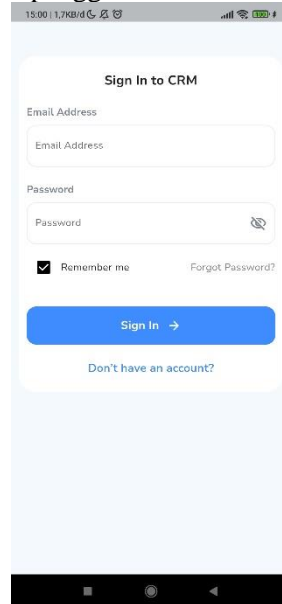 15:00 | 1,7KB/d
100
Sign In to CRM
Email Address
Email Address
Password
Password
Remember me Forgot Password?
Sign In →
Don't have an account?